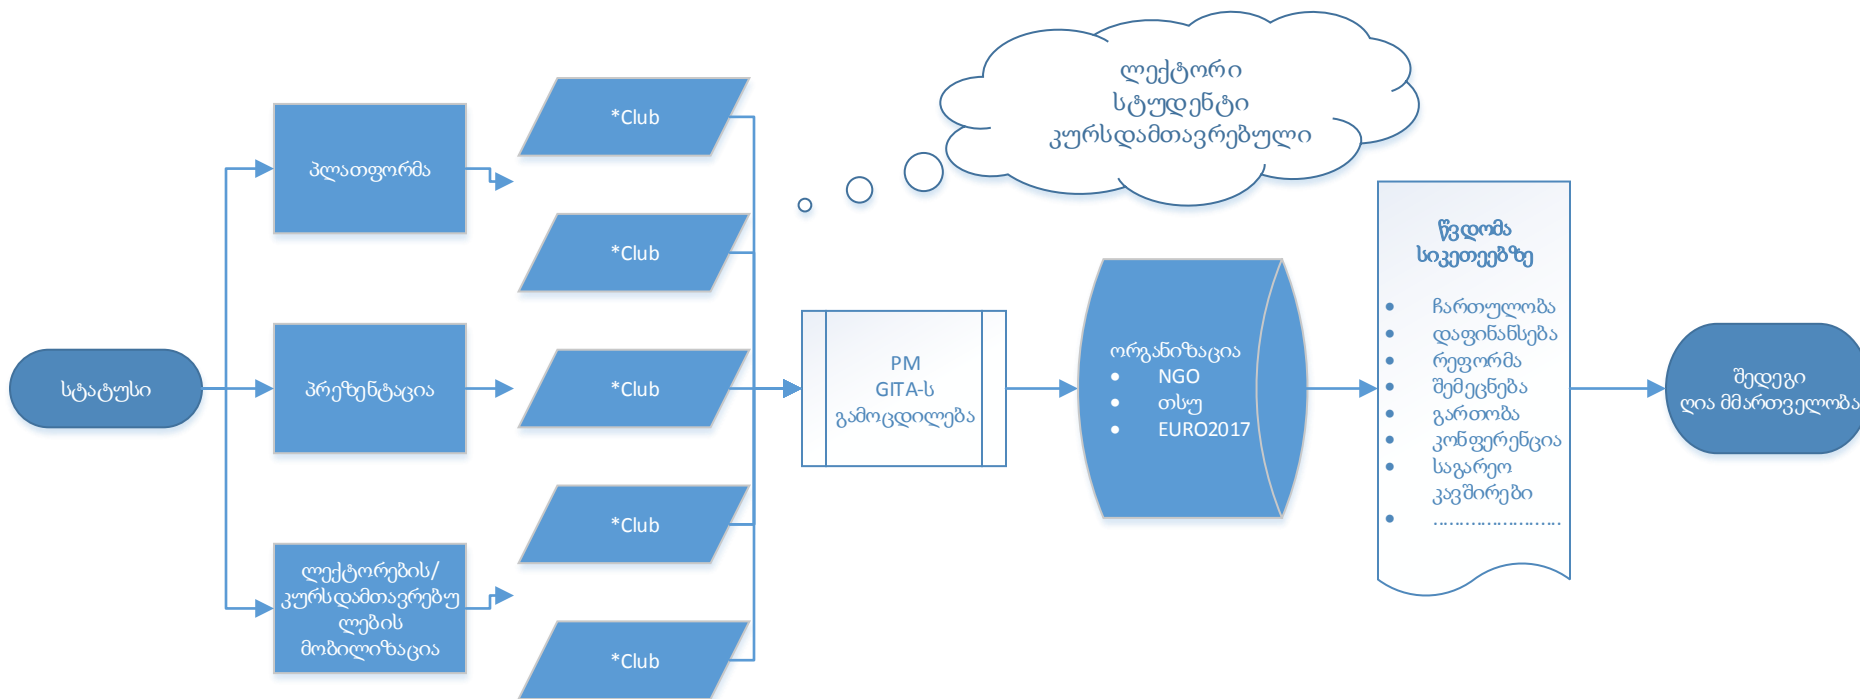 სტატუსი
პლათფორმა
პრეზენტაცია
ლექტორების/
კურსდამთავრებუ
ლების
მობილიზაცია
*Club
*Club
*Club
*Club
*Club
ლექტორი
სტუდენტი
კურსდამთავრებული
PM
GITA-ს
გამოცდილება
ორგანიზაცია
• NGO
• თსუ
• EURO2017
წვდომა
სიკეთეებზე
• ჩართულობა
• დაფინანსება
• რეფორმა
• შემეცნება
• გართობა
• კონფერენცია
• საგარეო
კავშირები
• .....................
შედეგი
ღია მმართველობა